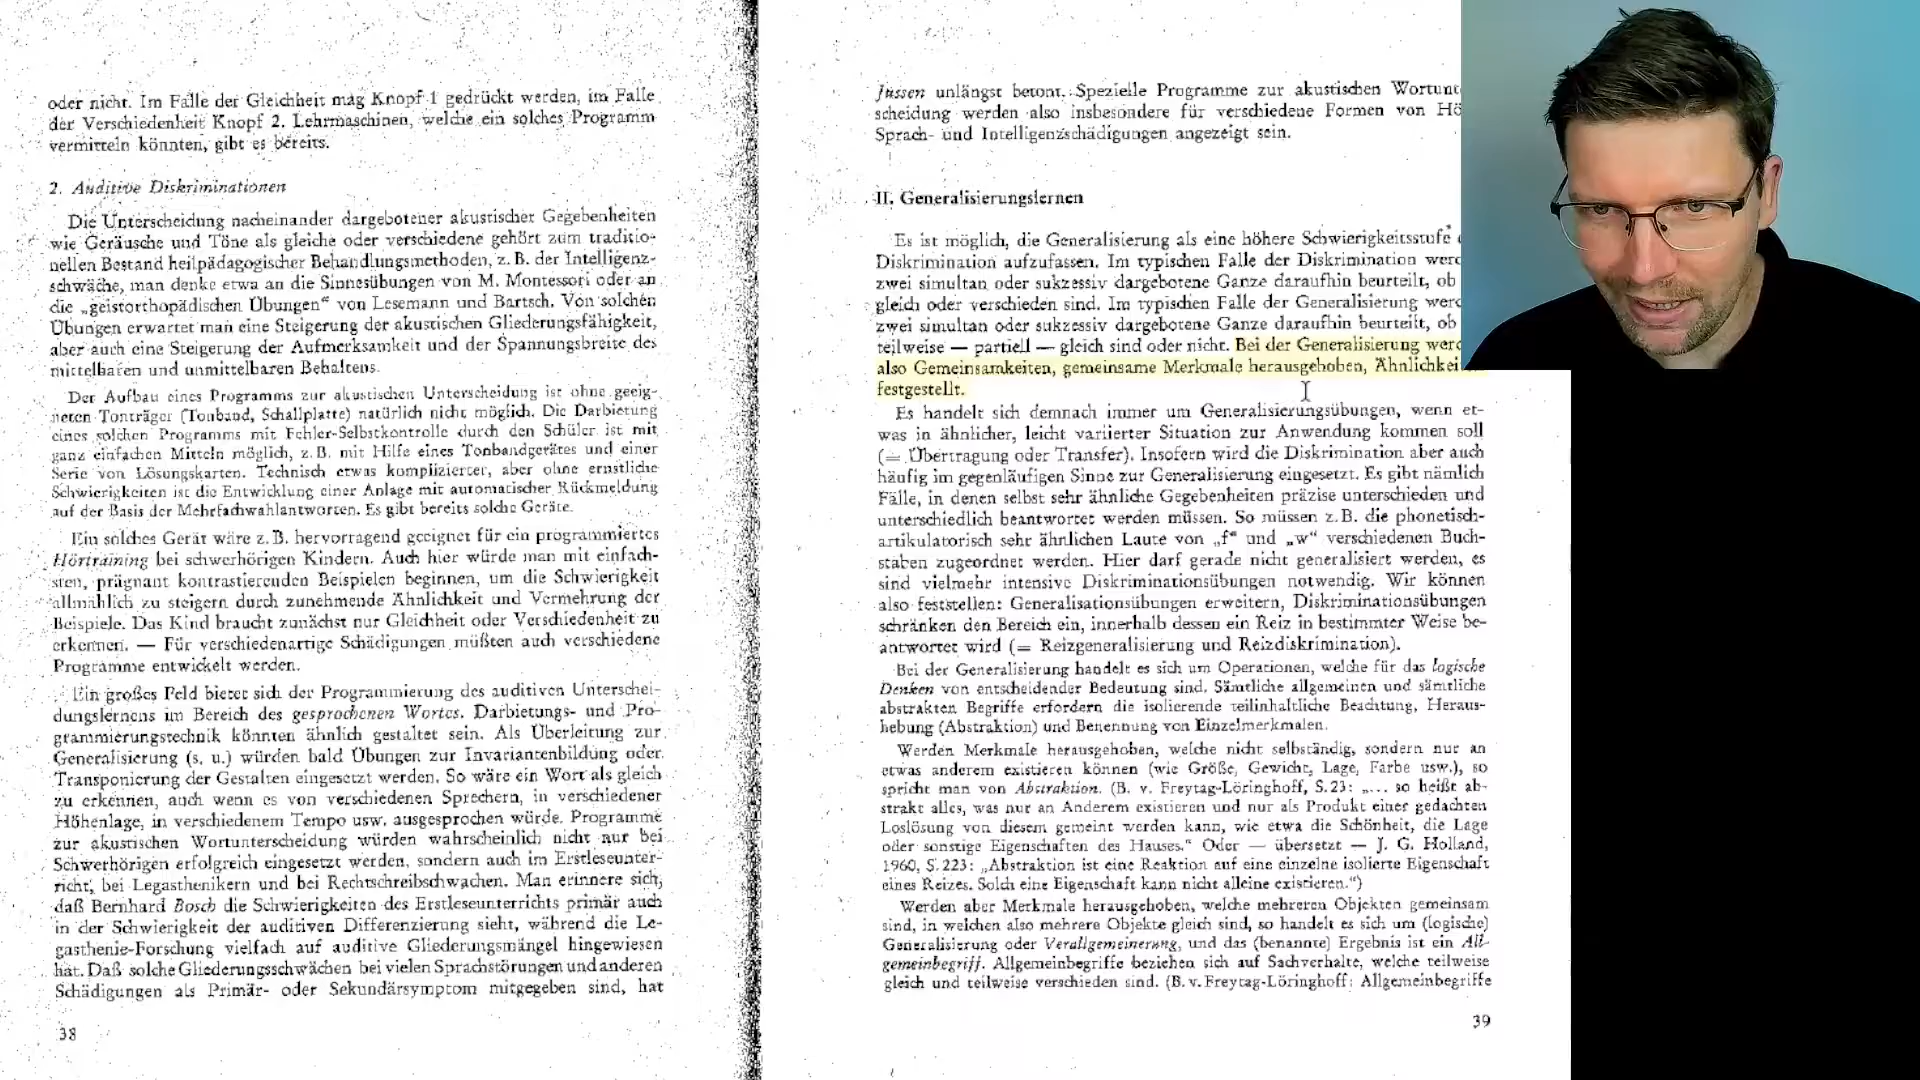 oder nicht. Im Falle der Gleichheit mag Knopf 1 gedrückt werden, im Falle
der Verschiedenheit Knopf 2. Lehrmaschinen, welche ein solches Programm
vermitteln könnten, gibt es bereits.
2. Auditive Diskriminationen
Die Unterscheidung nacheinander dargebotener akustischer Gegebenheiten
wie Geräusche und Töne als gleiche oder verschiedene gehört zum traditio-
nellen Bestand heilpädagogischer Behandlungsmethoden, z. B. der Intelligenz-
schwäche, man denke etwa an die Sinnesübungen von M. Montessori oder an
die „geistorthopädischen Übungen“ von Lesemann und Bartsch. Von solchen
Übungen erwartet man eine Steigerung der akustischen Gliederungsfähigkeit,
aber auch eine Steigerung der Aufmerksamkeit und der Spannungsbreite des
mittelbaren und unmittelbaren Behaltens.
Der Aufbau eines Programms zur akustischen Unterscheidung ist ohne geeig-
neten Tonträger (Tonband, Schallplatte) natürlich nicht möglich. Die Darbietung
eines solchen Programms mit Fehler-Selbstkontrolle durch den Schüler ist mit
ganz einfachen Mitteln möglich, z. B. mit Hilfe eines Tonbandgerätes und einer
Serie von Lösungskarten. Technisch etwas komplizierter, aber ohne ernstliche
Schwierigkeiten ist die Entwicklung einer Anlage mit automatischer Rückmeldung
auf der Basis der Mehrfachwahlantworten. Es gibt bereits solche Geräte.
Ein solches Gerät wäre z. B. hervorragend geeignet für ein programmiertes
Hörtraining bei schwerhörigen Kindern. Auch hier würde man mit einfach-
sten, prägnant kontrastierenden Beispielen beginnen, um die Schwierigkeit
allmählich zu steigern durch zunehmende Ähnlichkeit und Vermehrung der
Beispiele. Das Kind braucht zunächst nur Gleichheit oder Verschiedenheit zu
erkennen. — Für verschiedenartige Schädigungen müßten auch verschiedene
Programme entwickelt werden.
Ein großes Feld bietet sich der Programmierung des auditiven Unterschei-
dungslernens im Bereich des gesprochenen Wortes. Darbietungs- und Pro-
grammierungstechnik könnten ähnlich gestaltet sein. Als Überleitung zur
Generalisierung (s. u.) würden bald Übungen zur Invariantenbildung oder
Transponierung der Gestalten eingesetzt werden. So wäre ein Wort als gleich
zu erkennen, auch wenn es von verschiedenen Sprechern, in verschiedener
Höhenlage, in verschiedenem Tempo usw. ausgesprochen würde. Programme
zur akustischen Wortunterscheidung würden wahrscheinlich nicht nur bei
Schwerhörigen erfolgreich eingesetzt werden, sondern auch im Erstleseunter-
richt, bei Legasthenikern und bei Rechtschreibschwachen. Man erinnere sich,
daß Bernhard Bosch die Schwierigkeiten des Erstleseunterrichts primär auch
in der Schwierigkeit der auditiven Differenzierung sieht, während die Le-
gasthenie-Forschung vielfach auf auditive Gliederungsmängel hingewiesen
hat. Daß solche Gliederungsschwächen bei vielen Sprachstörungen und anderen
Schädigungen als Primär- oder Sekundärsymptom mitgegeben sind, hat
38
Jussen unlängst betont. Spezielle Programme zur akustischen Wortunt
scheidung werden also insbesondere für verschiedene Formen von Hö
Sprach- und Intelligenzschädigungen angezeigt sein.
II. Generalisierungslernen
Es ist möglich, die Generalisierung als eine höhere Schwierigkeitsstufe
Diskrimination aufzufassen. Im typischen Falle der Diskrimination werd
zwei simultan oder sukzessiv dargebotene Ganze daraufhin beurteilt, ob
gleich oder verschieden sind. Im typischen Falle der Generalisierung werd
zwei simultan oder sukzessiv dargebotene Ganze daraufhin beurteilt, ob
teilweise — partiell — gleich sind oder nicht. Bei der Generalisierung werd
also Gemeinsamkeiten, gemeinsame Merkmale herausgehoben, Ähnlichkei
festgestellt.
Es handelt sich demnach immer um Generalisierungsübungen, wenn et-
was in ähnlicher, leicht variierter Situation zur Anwendung kommen soll
(= Übertragung oder Transfer). Insofern wird die Diskrimination aber auch
häufig im gegenläufigen Sinne zur Generalisierung eingesetzt. Es gibt nämlich
Fälle, in denen selbst sehr ähnliche Gegebenheiten präzise unterschieden und
unterschiedlich beantwortet werden müssen. So müssen z. B. die phonetisch-
artikulatorisch sehr ähnlichen Laute von „f“ und „w“ verschiedenen Buch-
staben zugeordnet werden. Hier darf gerade nicht generalisiert werden, es
sind vielmehr intensive Diskriminationsübungen notwendig. Wir können
also feststellen: Generalisationsübungen erweitern, Diskriminationsübungen
schränken den Bereich ein, innerhalb dessen ein Reiz in bestimmter Weise be-
antwortet wird (= Reizgeneralisierung und Reizdiskrimination).
Bei der Generalisierung handelt es sich um Operationen, welche für das logische
Denken von entscheidender Bedeutung sind. Sämtliche allgemeinen und sämtliche
abstrakten Begriffe erfordern die isolierende teilinhaltliche Beachtung, Heraus-
hebung (Abstraktion) und Benennung von Einzelmerkmalen.
Werden Merkmale herausgehoben, welche nicht selbständig, sondern nur an
etwas anderem existieren können (wie Größe, Gewicht, Lage, Farbe usw.), so
spricht man von Abstraktion. (B. v. Freytag-Löringhoff, S. 23: „... so heißt ab-
strakt alles, was nur an Anderem existieren und nur als Produkt einer gedachten
Loslösung von diesem gemeint werden kann, wie etwa die Schönheit, die Lage
oder sonstige Eigenschaften des Hauses.“ Oder — übersetzt — J. G. Holland,
1960, S. 223: „Abstraktion ist eine Reaktion auf eine einzelne isolierte Eigenschaft
eines Reizes. Solch eine Eigenschaft kann nicht alleine existieren.“)
Werden aber Merkmale herausgehoben, welche mehreren Objekten gemeinsam
sind, in welchen also mehrere Objekte gleich sind, so handelt es sich um (logische)
Generalisierung oder Verallgemeinerung, und das (benannte) Ergebnis ist ein All-
gemeinbegriff. Allgemeinbegriffe beziehen sich auf Sachverhalte, welche teilweise
gleich und teilweise verschieden sind. (B. v. Freytag-Löringhoff: Allgemeinbegriffe
39